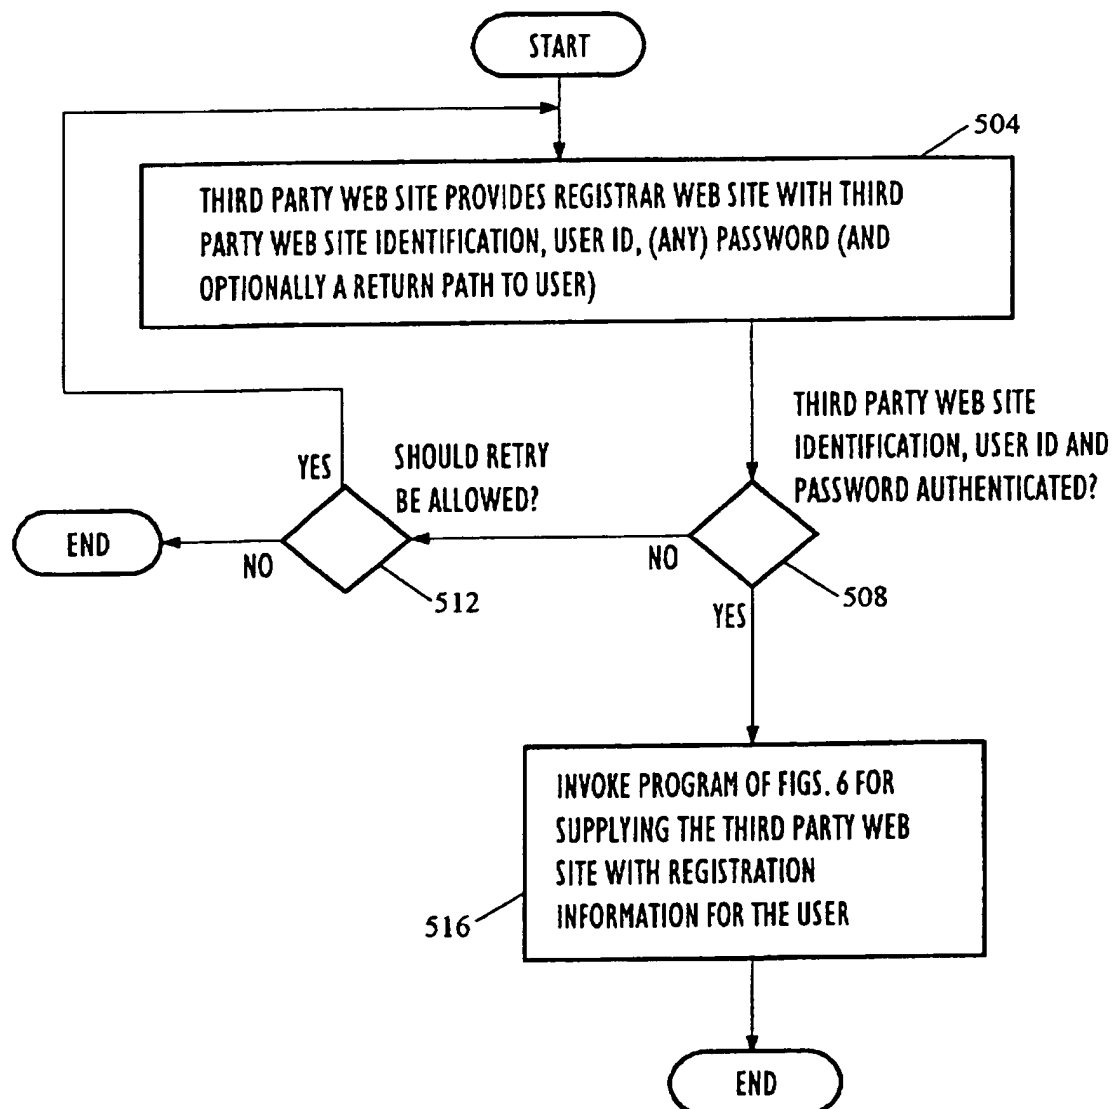 START
504
THIRD PARTY WEB SITE PROVIDES REGISTRAR WEB SITE WITH THIRD
PARTY WEB SITE IDENTIFICATION, USER ID, (ANY) PASSWORD (AND
OPTIONALLY A RETURN PATH TO USER)
THIRD PARTY WEB SITE
IDENTIFICATION, USER ID AND
PASSWORD AUTHENTICATED?
SHOULD RETRY
BE ALLOWED?
YES
END
NO
512
NO
508
YES
INVOKE PROGRAM OF FIGS. 6 FOR
SUPPLYING THE THIRD PARTY WEB
SITE WITH REGISTRATION
INFORMATION FOR THE USER
516
END